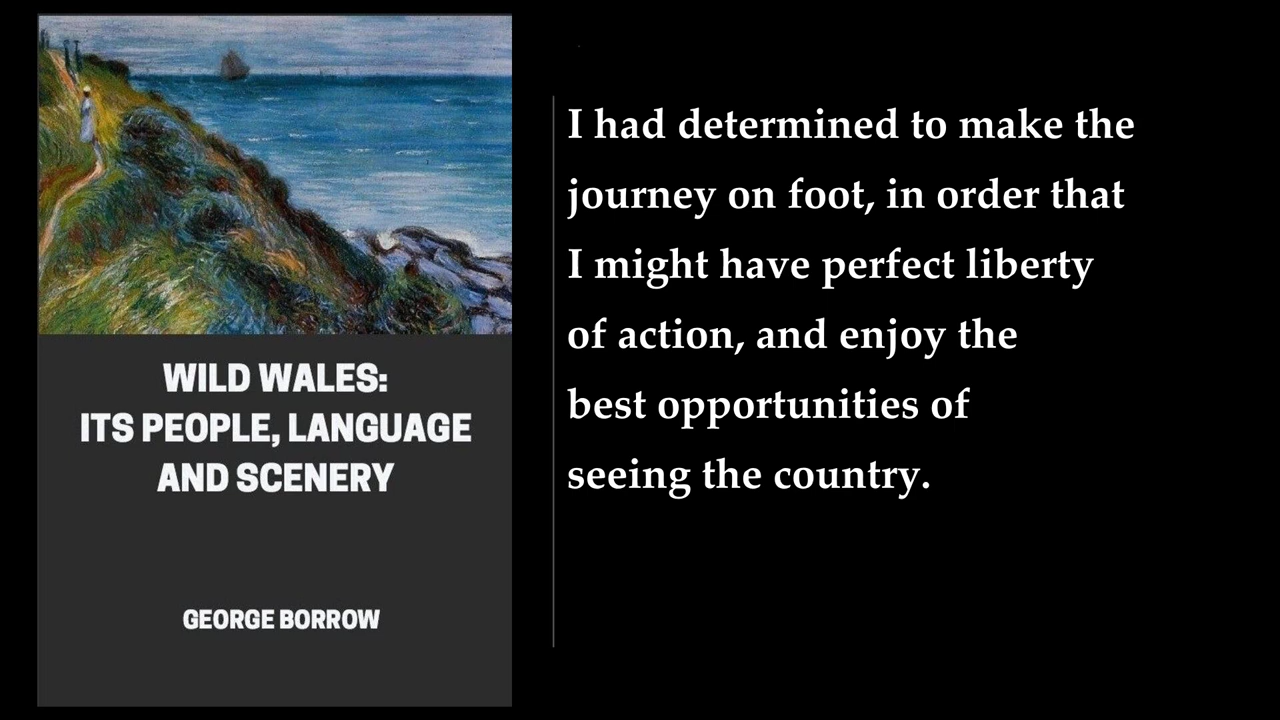 WILD WALES:
ITS PEOPLE, LANGUAGE
AND SCENERY
GEORGE BORROW
I had determined to make the
journey on foot, in order that
I might have perfect liberty
of action, and enjoy the
best opportunities of
seeing the country.